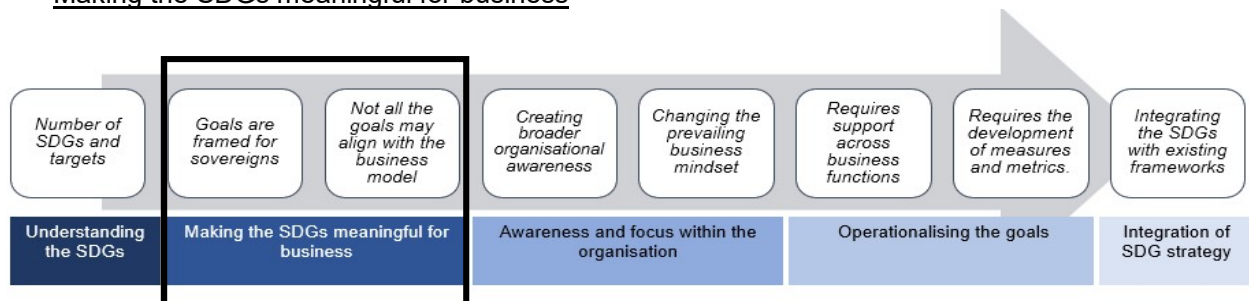 Making the SDGs meaningful for business
Number of
SDGs and
targets
Goals are
framed for
sovereigns
Not all the
goals may
align with the
business
model
Creating
broader
organisational
awareness
Changing the
prevailing
business
mindset
Requires
support
across
business
functions
Requires the
development
of measures
and metrics.
Integrating
the SDGs
with existing
frameworks
Understanding
the SDGs
Making the SDGs meaningful for
business
Awareness and focus within the
organisation
Operationalising the goals
Integration of
SDG strategy